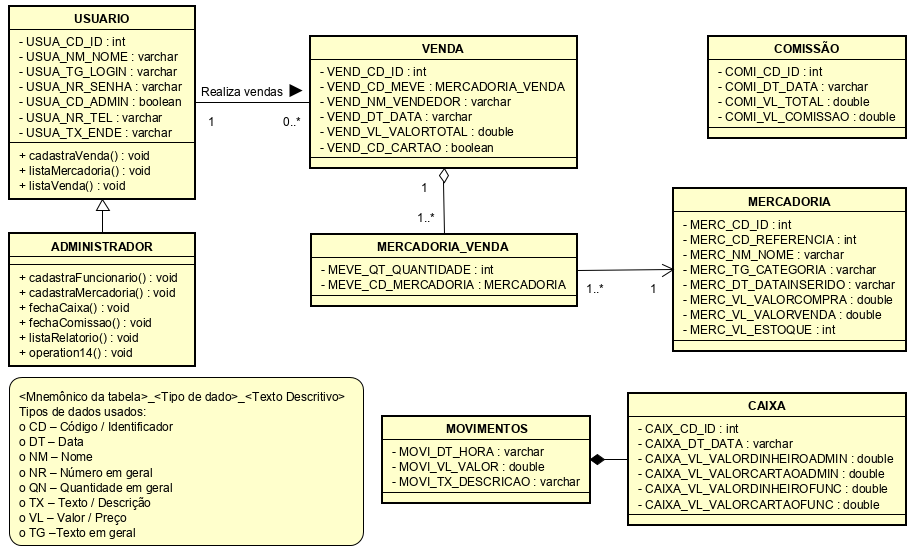 USUARIO
- USUA_CD_ID : int
- USUA_NM_NOME : varchar
- USUA_TG_LOGIN : varchar
- USUA_NR_SENHA : varchar
- USUA_CD_ADMIN : boolean
- USUA_NR_TEL : varchar
- USUA_TX_ENDE : varchar
+ cadastraVenda() : void
+ listaMercadoria() : void
+ listaVenda() : void
Realiza vendas
1
0..*
VENDA
- VEND_CD_ID : int
- VEND_CD_MEVE : MERCADORIA_VENDA
- VEND_NM_VENDEDOR : varchar
- VEND_DT_DATA : varchar
- VEND_VL_VALORTOTAL : double
- VEND_CD_CARTAO : boolean
COMISSÃO
- COMI_CD_ID : int
- COMI_DT_DATA : varchar
- COMI_VL_TOTAL : double
- COMI_VL_COMISSAO : double
1
1..*
ADMINISTRADOR
+ cadastraFuncionario() : void
+ cadastraMercadoria() : void
+ fechaCaixa() : void
+ fechaComissao() : void
+ listaRelatorio() : void
+ operation14() : void
MERCADORIA_VENDA
- MEVE_QT_QUANTIDADE : int
- MEVE_CD_MERCADORIA : MERCADORIA
1..*
1
MERCADORIA
- MERC_CD_ID : int
- MERC_CD_REFERENCIA : int
- MERC_NM_NOME : varchar
- MERC_TG_CATEGORIA : varchar
- MERC_DT_DATAINSERIDO : varchar
- MERC_VL_VALORCOMPRA : double
- MERC_VL_VALORVENDA : double
- MERC_VL_ESTOQUE : int
<Mnemônico da tabela>_<Tipo de dado>_<Texto Descritivo>
Tipos de dados usados:
o CD – Código / Identificador
o DT – Data
o NM – Nome
o NR – Número em geral
o QN – Quantidade em geral
o TX – Texto / Descrição
o VL – Valor / Preço
o TG –Texto em geral
MOVIMENTOS
- MOVI_DT_HORA : varchar
- MOVI_VL_VALOR : double
- MOVI_TX_DESCRICAO : varchar
CAIXA
- CAIX_CD_ID : int
- CAIXA_DT_DATA : varchar
- CAIXA_VL_VALORDINHEIROADMIN : double
- CAIXA_VL_VALORCARTAOADMIN : double
- CAIXA_VL_VALORDINHEIROFUNC : double
- CAIXA_VL_VALORCARTAOFUNC : double